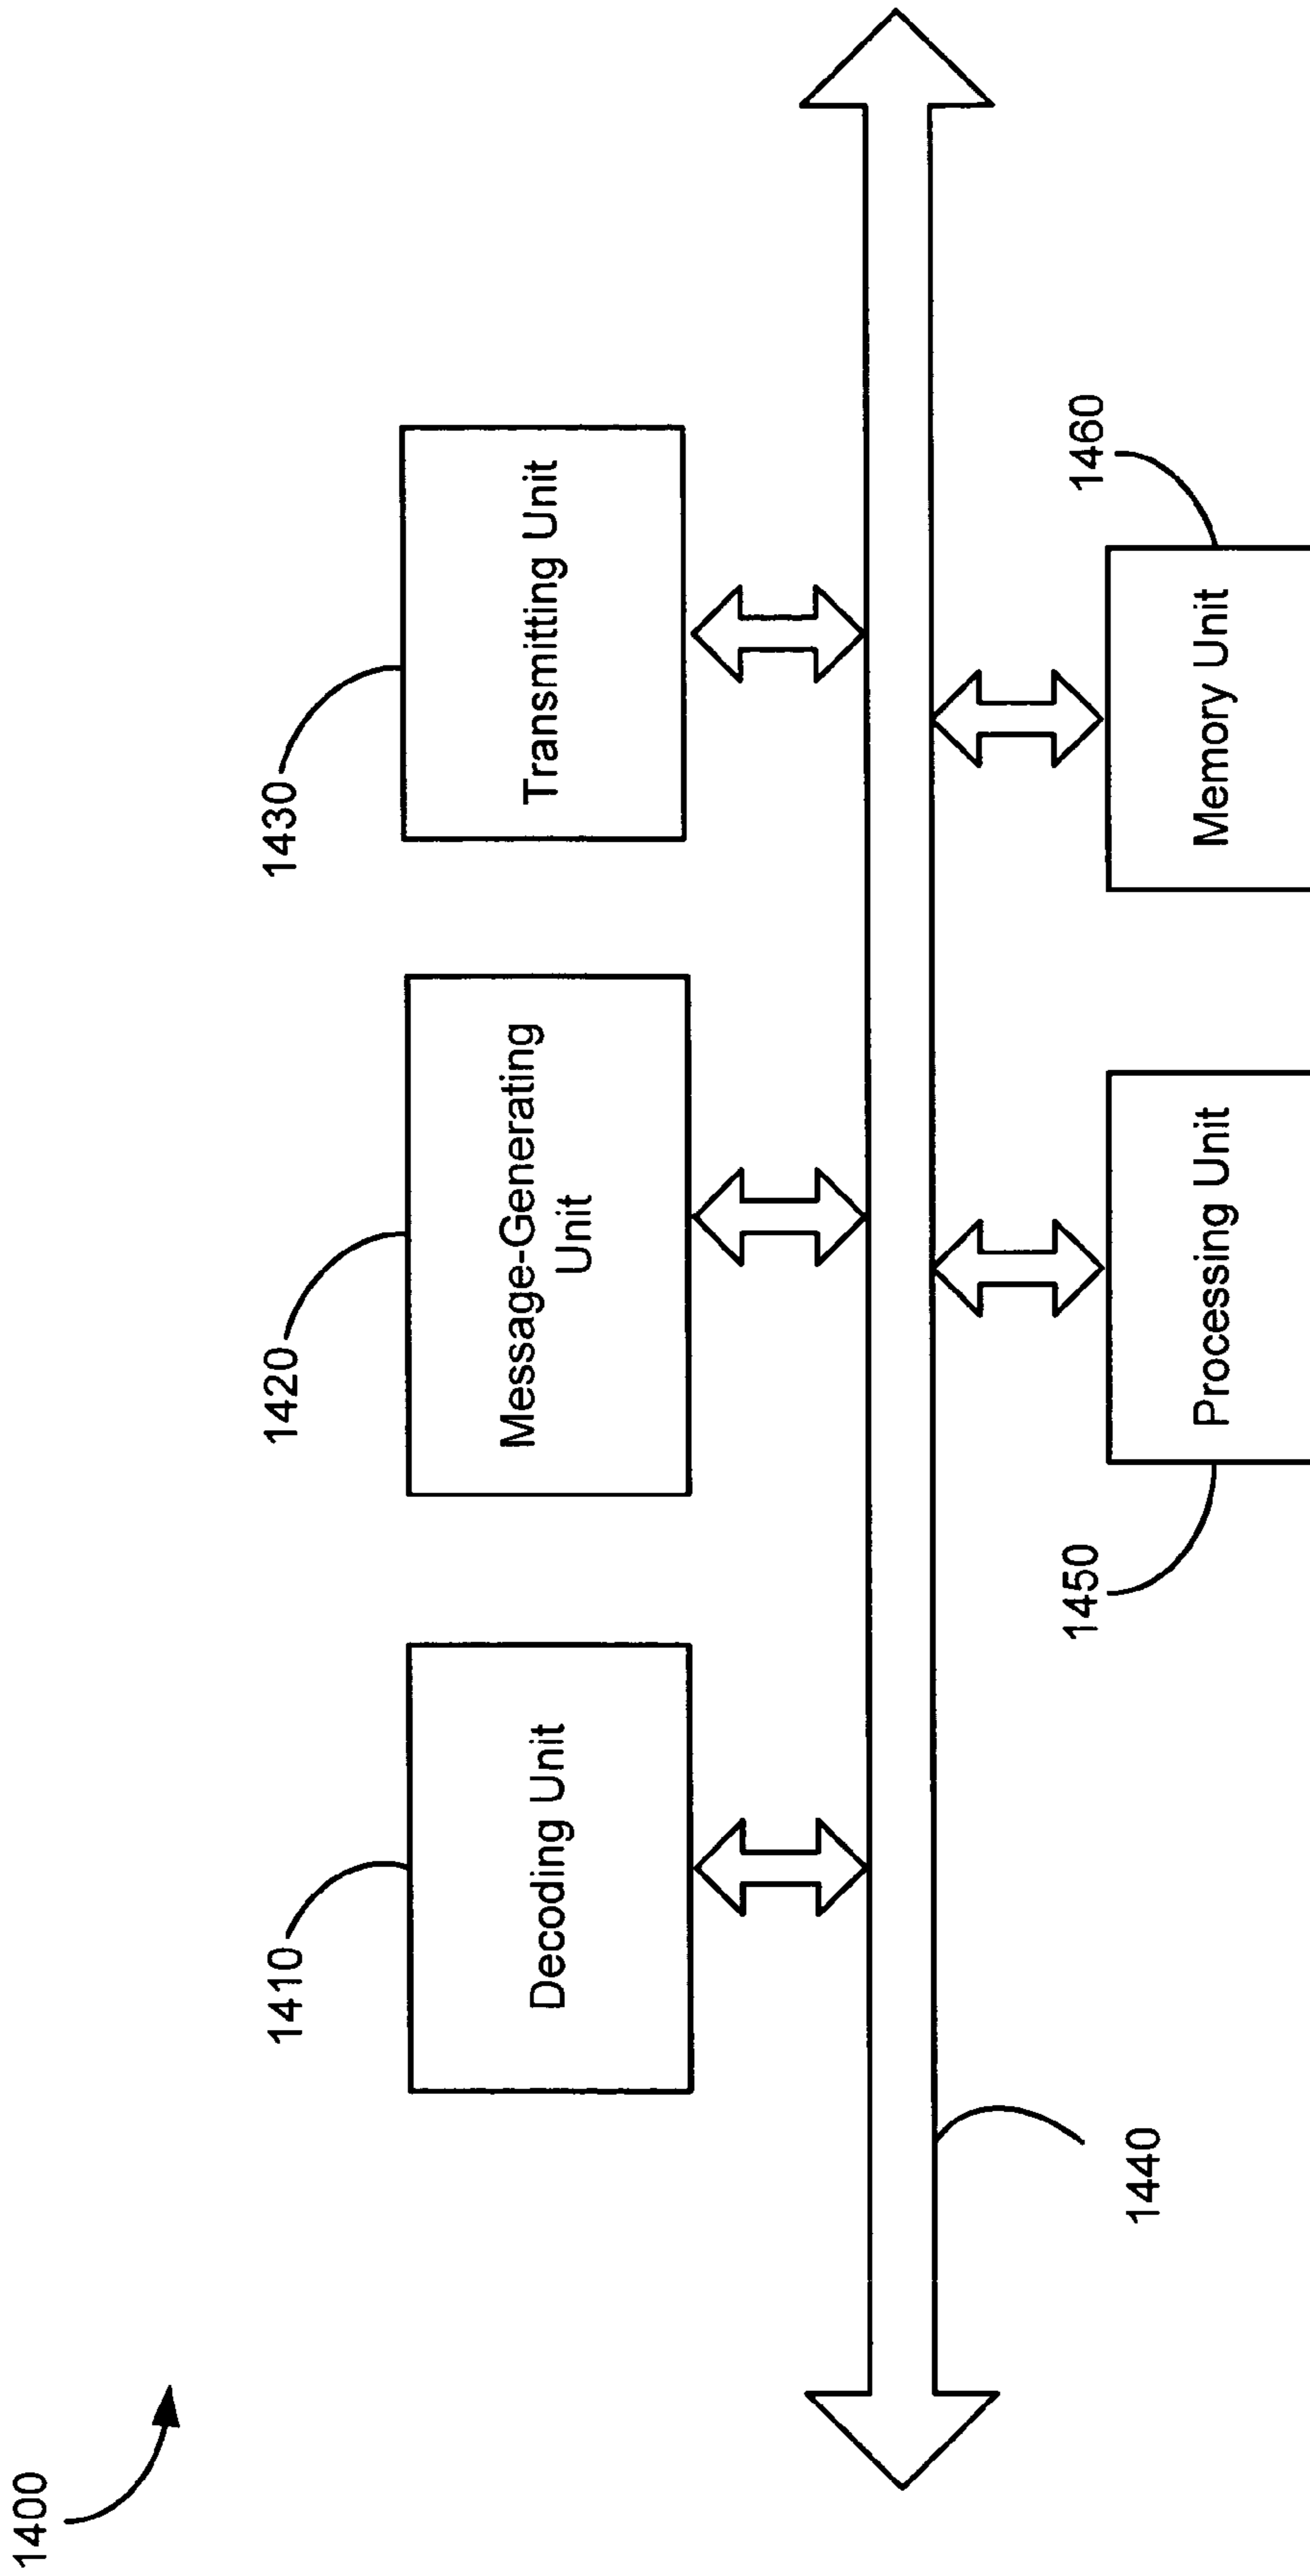 1400
1410
1420
1430
Decoding Unit
Message-Generating
Unit
Transmitting Unit
1440
1450
1460
Processing Unit
Memory Unit